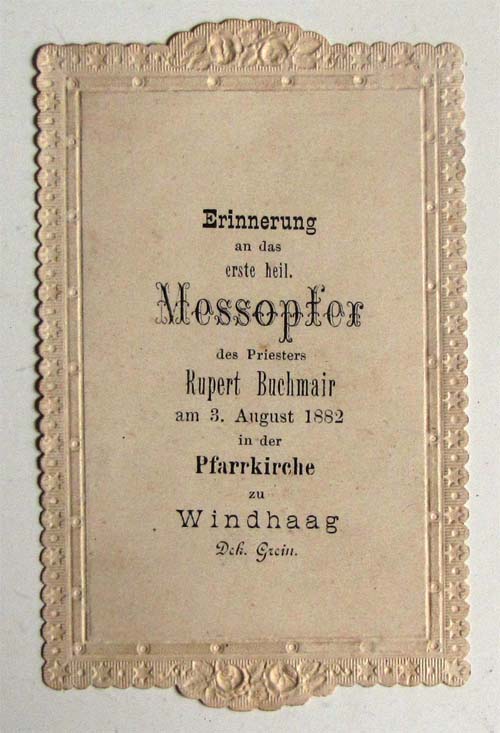 Erinnerung
an das
erste heil.
Messopfer
des Priesters
Rupert Buchmair
am 3. August 1882
in der
Pfarrkirche
zu
Windhaag
Dek. Grein.